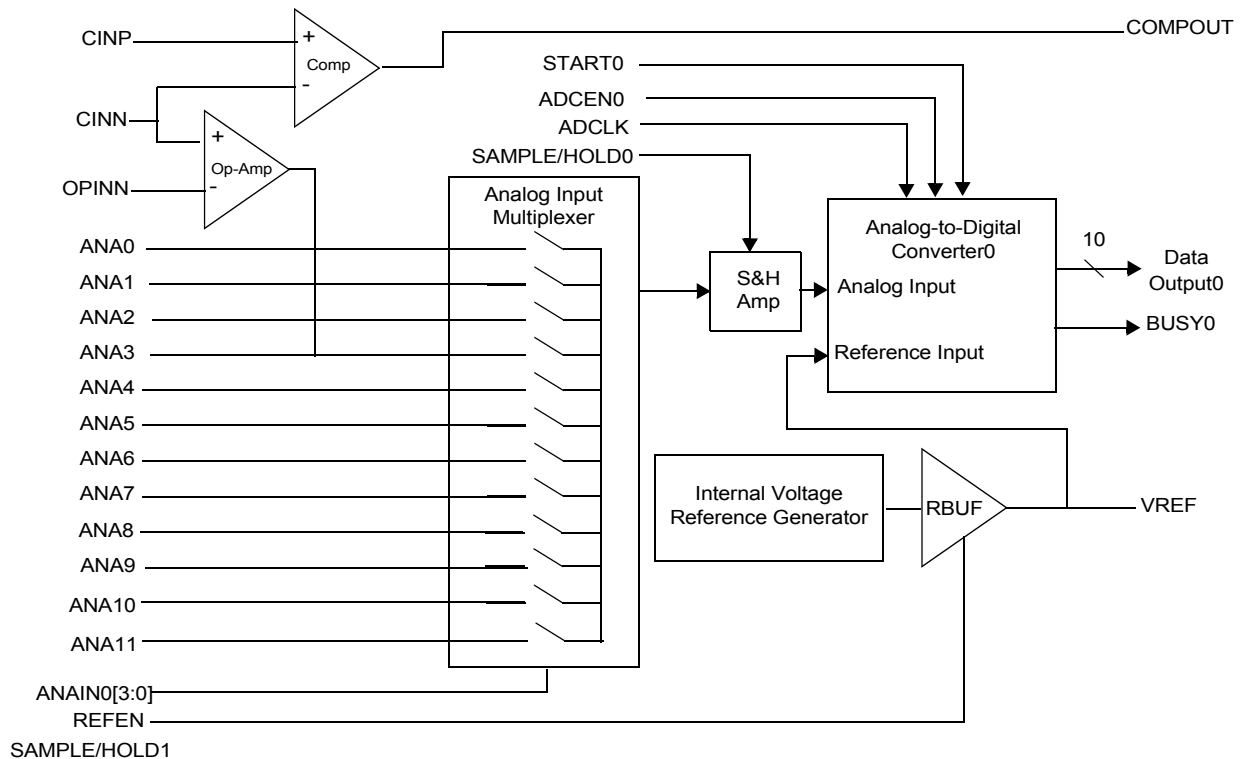 CINP
+
Comp
-
COMPOUT
START0
ADCEN0
ADCLK
SAMPLE/HOLD0
CINN
+
Op-Amp
-
OPINN
Analog Input
Multiplexer
ANA0
ANA1
ANA2
ANA3
ANA4
ANA5
ANA6
ANA7
ANA8
ANA9
ANA10
ANA11
ANAIN0[3:0]
REFEN
SAMPLE/HOLD1
S&H
Amp
Analog-to-Digital
Converter0
Analog Input
Reference Input
10
Data
Output0
BUSY0
Internal Voltage
Reference Generator
RBUF
VREF